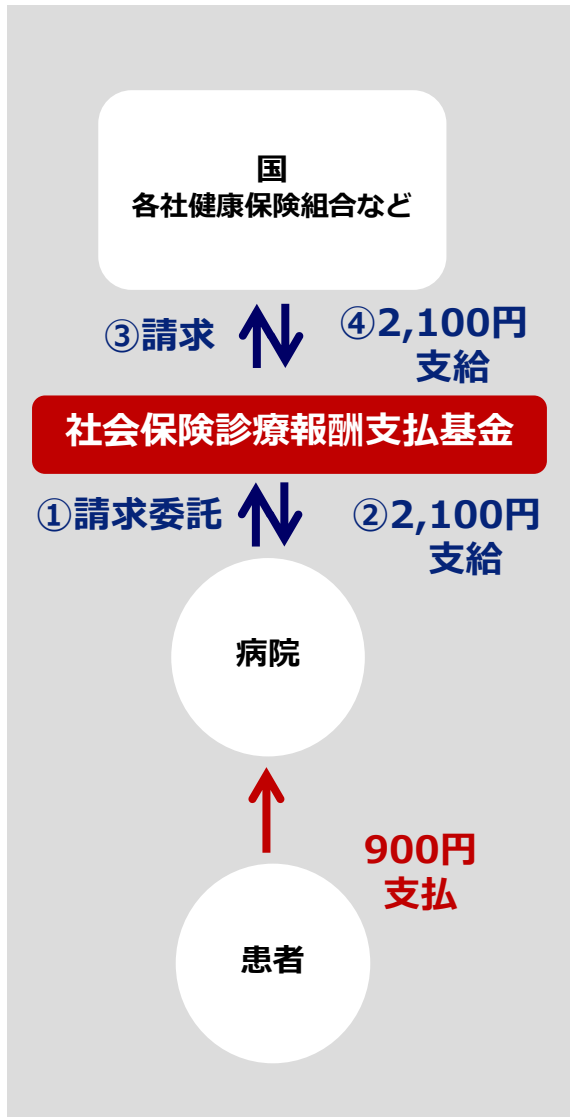 国
各社健康保険組合など
③請求
④2,100円
支給
社会保険診療報酬支払基金
①請求委託
②2,100円
支給
病院
900円
支払
患者